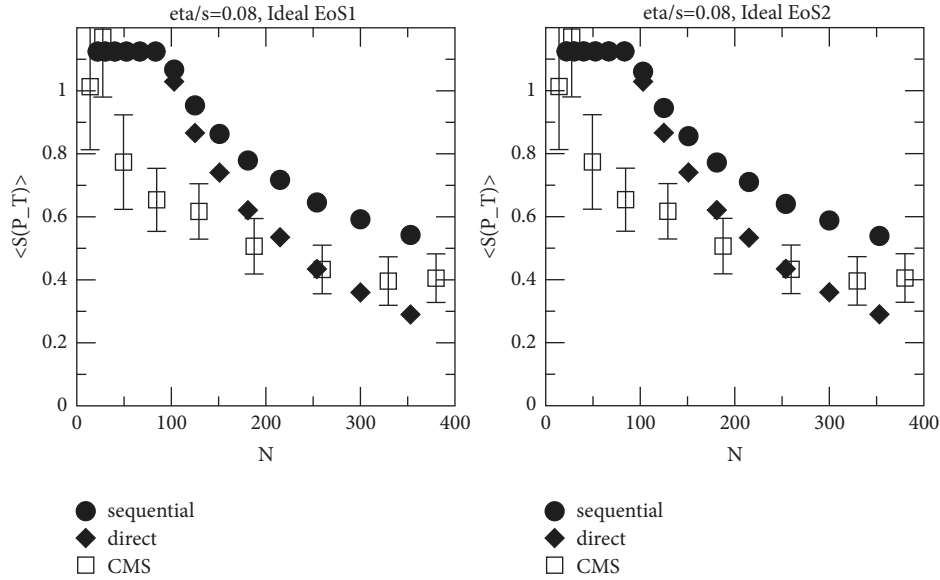 eta/s=0.08, Ideal EoS1
<S(P_T)>
1
0.8
0.6
0.4
0.2
0
0 100 200 300 400
N
sequential
direct
CMS
eta/s=0.08, Ideal EoS2
<S(P_T)>
1
0.8
0.6
0.4
0.2
0
0 100 200 300 400
N
sequential
direct
CMS